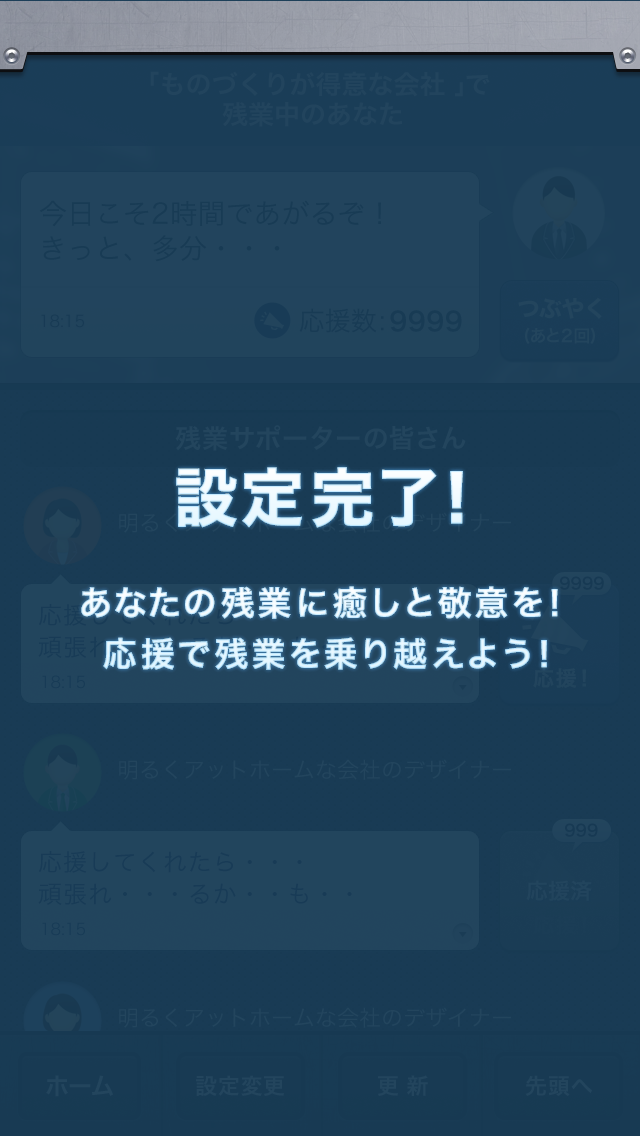 「ものづくりが得意な会社 」で
残業中のあなた
今日こそ2時間であがるぞ！
きっと、多分・・・
18:15
応援数:9999
つぶやく
(あと2回)
残業サポーターの皆さん
設定完了！
明るく
デザイナー
あなたの残業に癒しと敬意を！
応援で残業を乗り越えよう！
9999
18:15
応援！
明るくアットホームな会社のデザイナー
応援してくれたら・・・
頑張れ・・・るか・・も・・
18:15
999
応援済
明るくアットホームな会社のデザイナー
ホーム
設定変更
更 新
先頭へ